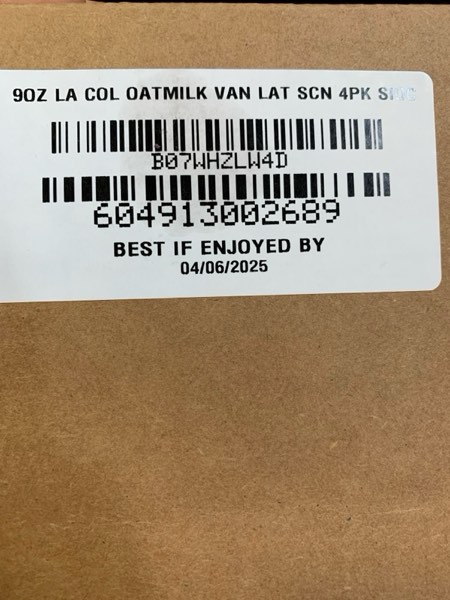 9OZ LA COL OATMILK VAN LAT SCN 4PK
B07WHZLW4D
604913002689
BEST IF ENJOYED BY
04/06/2025